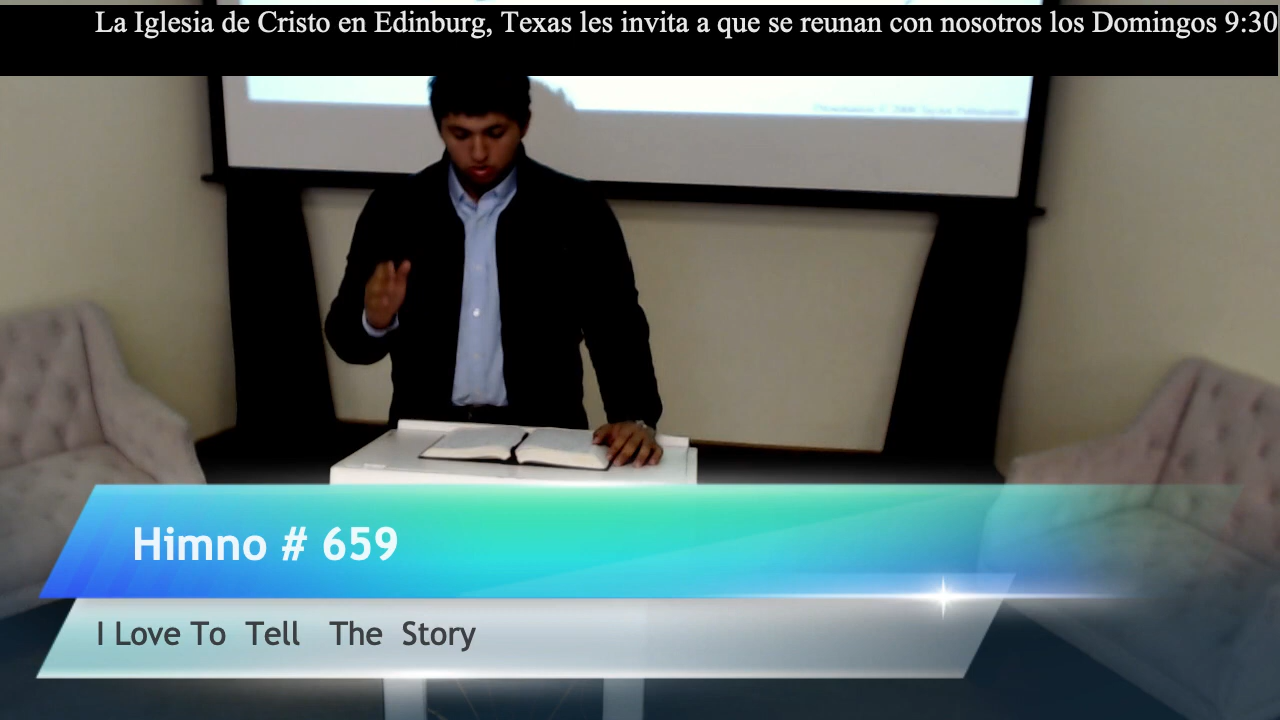 La Iglesia de Cristo en Edinburg, Texas les invita a que se reunan con nosotros los Domingos 9:30
Himno # 659
I Love To Tell The Story